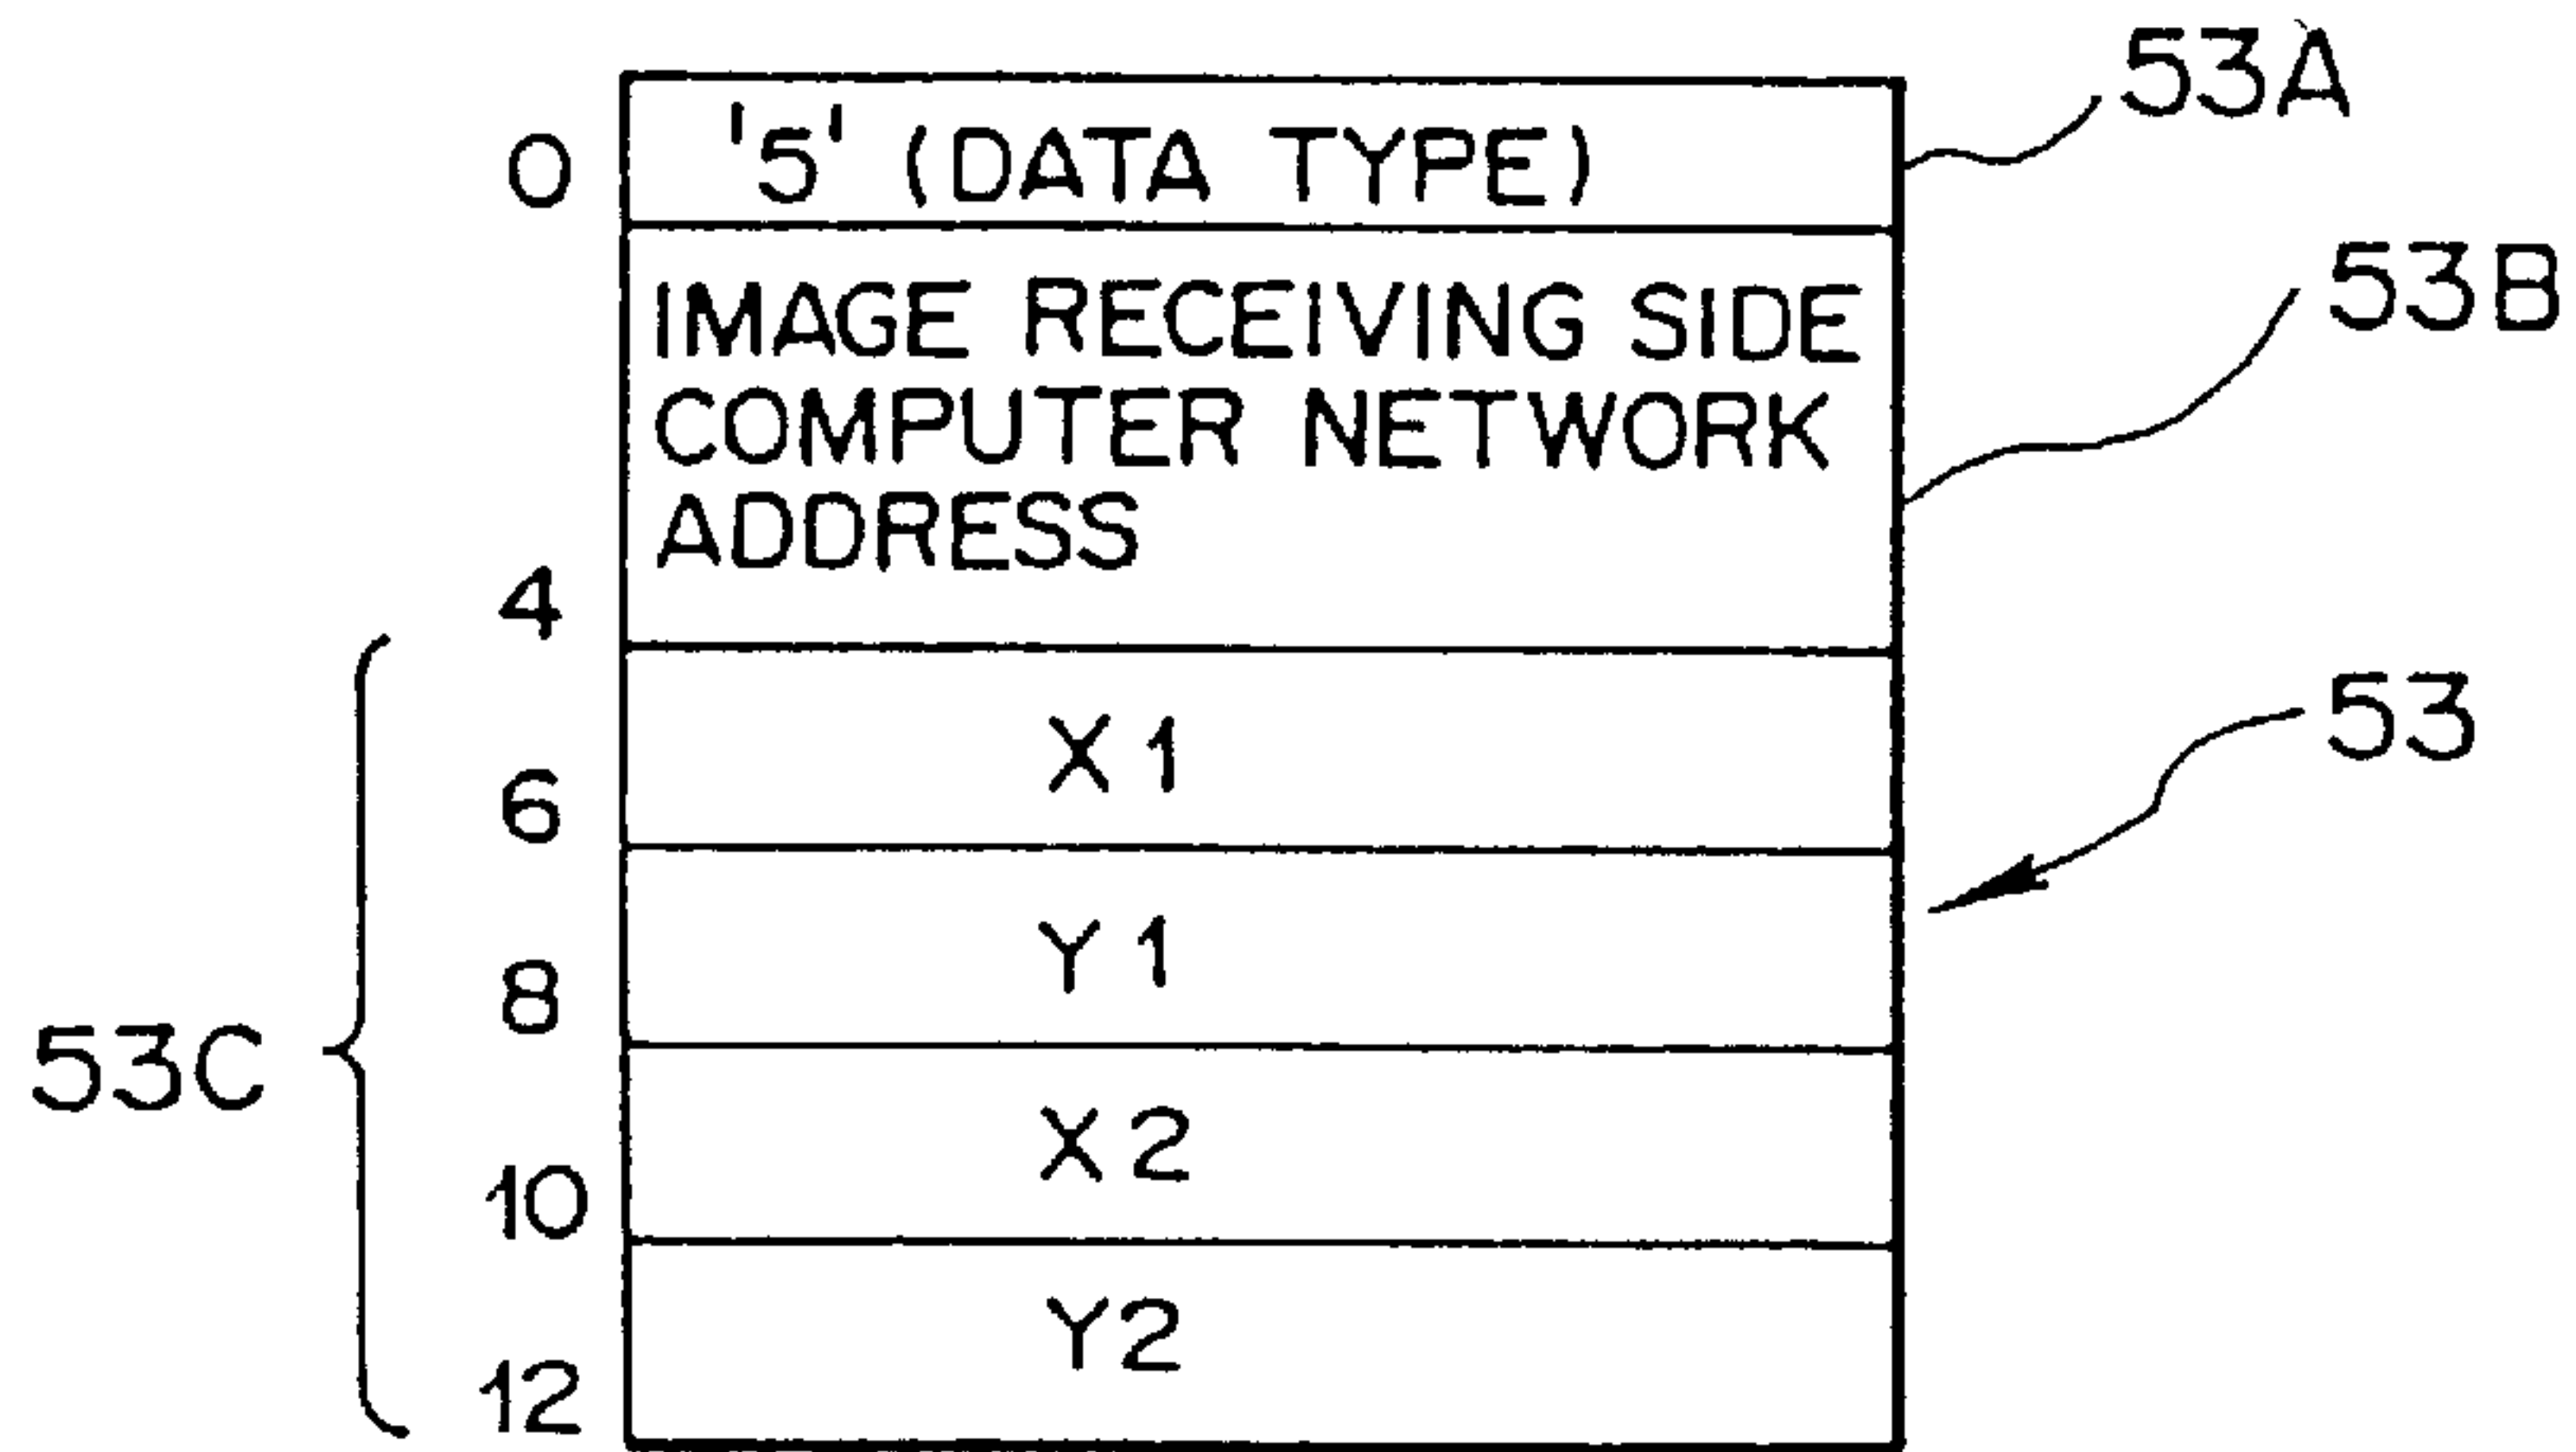 53A
0 '5' (DATA TYPE)
IMAGE RECEIVING SIDE
COMPUTER NETWORK
ADDRESS
53B
4
X1
53
6
Y1
8
53C
X2
10
Y2
12